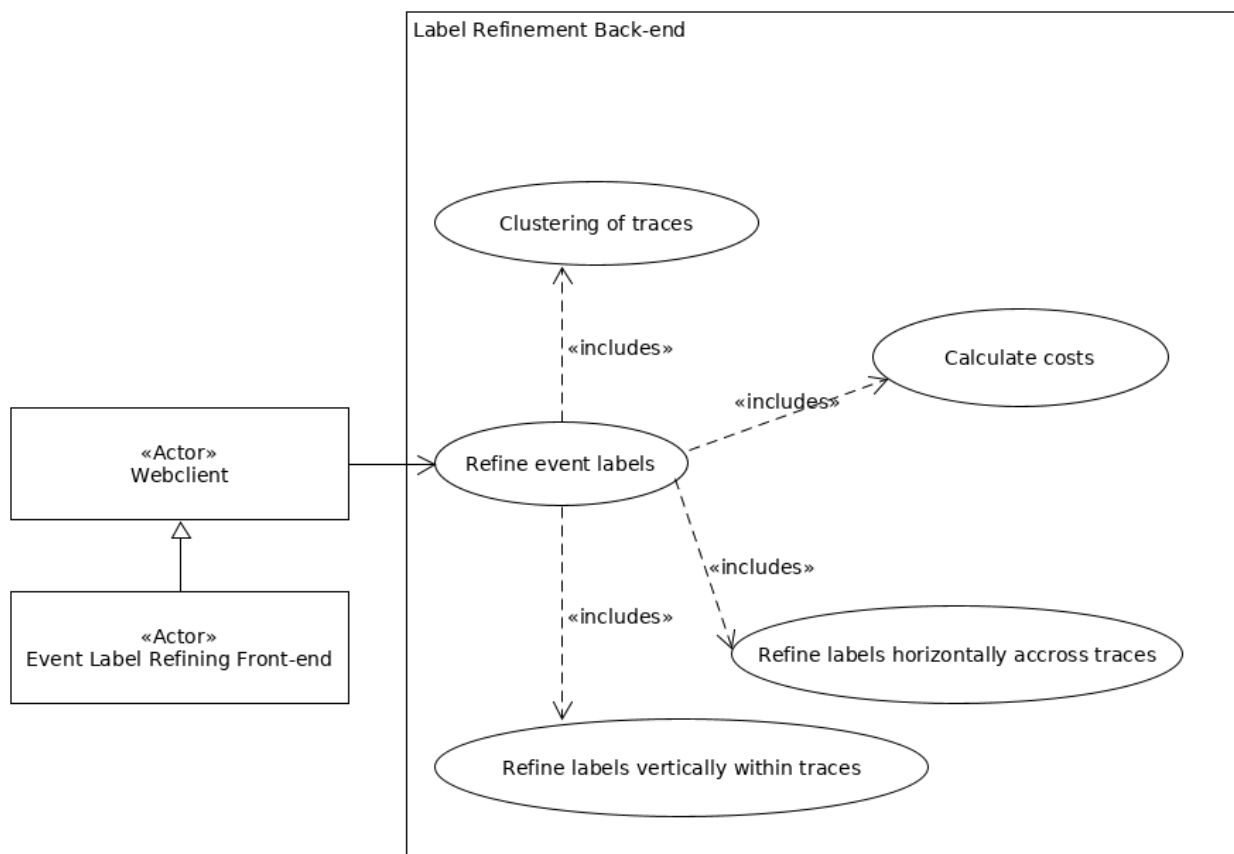 Label Refinement Back-end
Clustering of traces
«includes»
Calculate costs
«includes»
«Actor»
Webclient
Refine event labels
«includes»
«includes»
«Actor»
Event Label Refining Front-end
Refine labels horizontally accross traces
Refine labels vertically within traces